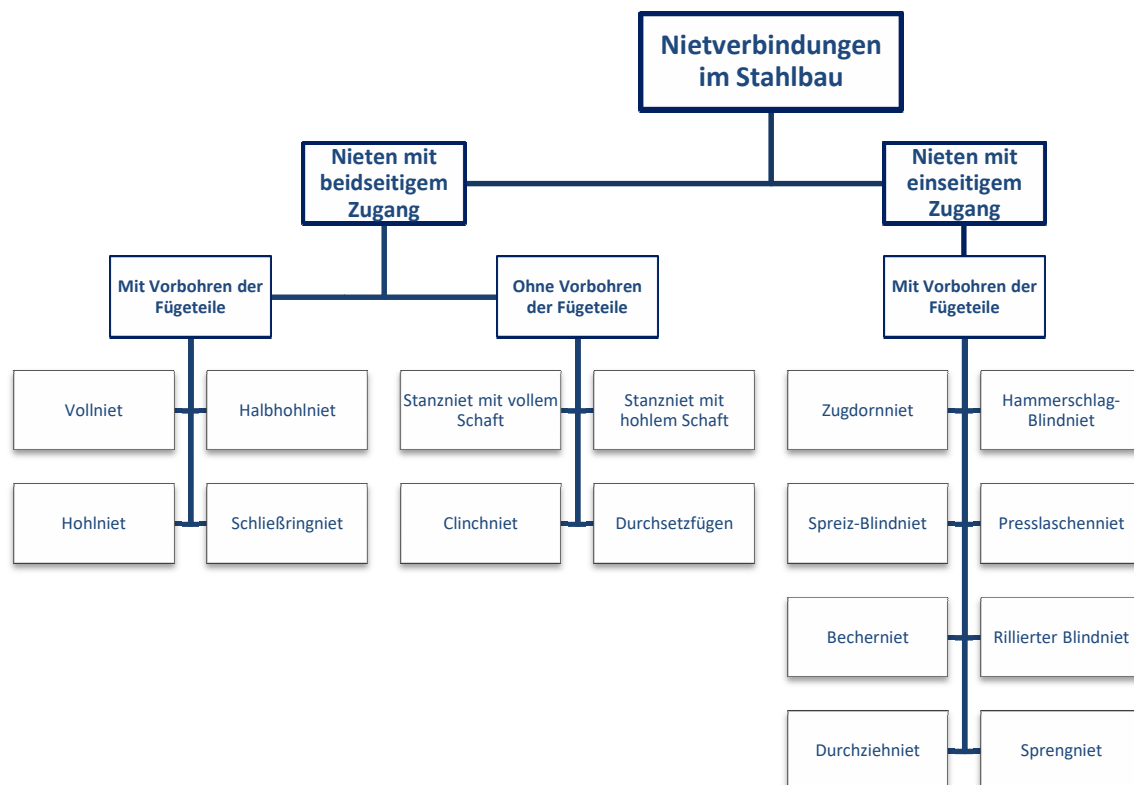 Nietverbindungen
im Stahlbau
Nieten mit
beidseitigem
Zugang
Nieten mit
einseitigem
Zugang
Mit Vorbohren der
Fügeteile
Ohne Vorbohren
der Fügeteile
Mit Vorbohren der
Fügeteile
Vollniet
Halbhohlniet
Hohlniet
Schließringniet
Stanzniet mit vollem
Schaft
Stanzniet mit
hohlem Schaft
Clinchniet
Durchsetzfügen
Zugdornniet
Hammerschlag-
Blindniet
Spreiz-Blindniet
Presslaschenniet
Becherniet
Rillierter Blindniet
Durchziehniet
Sprengniet